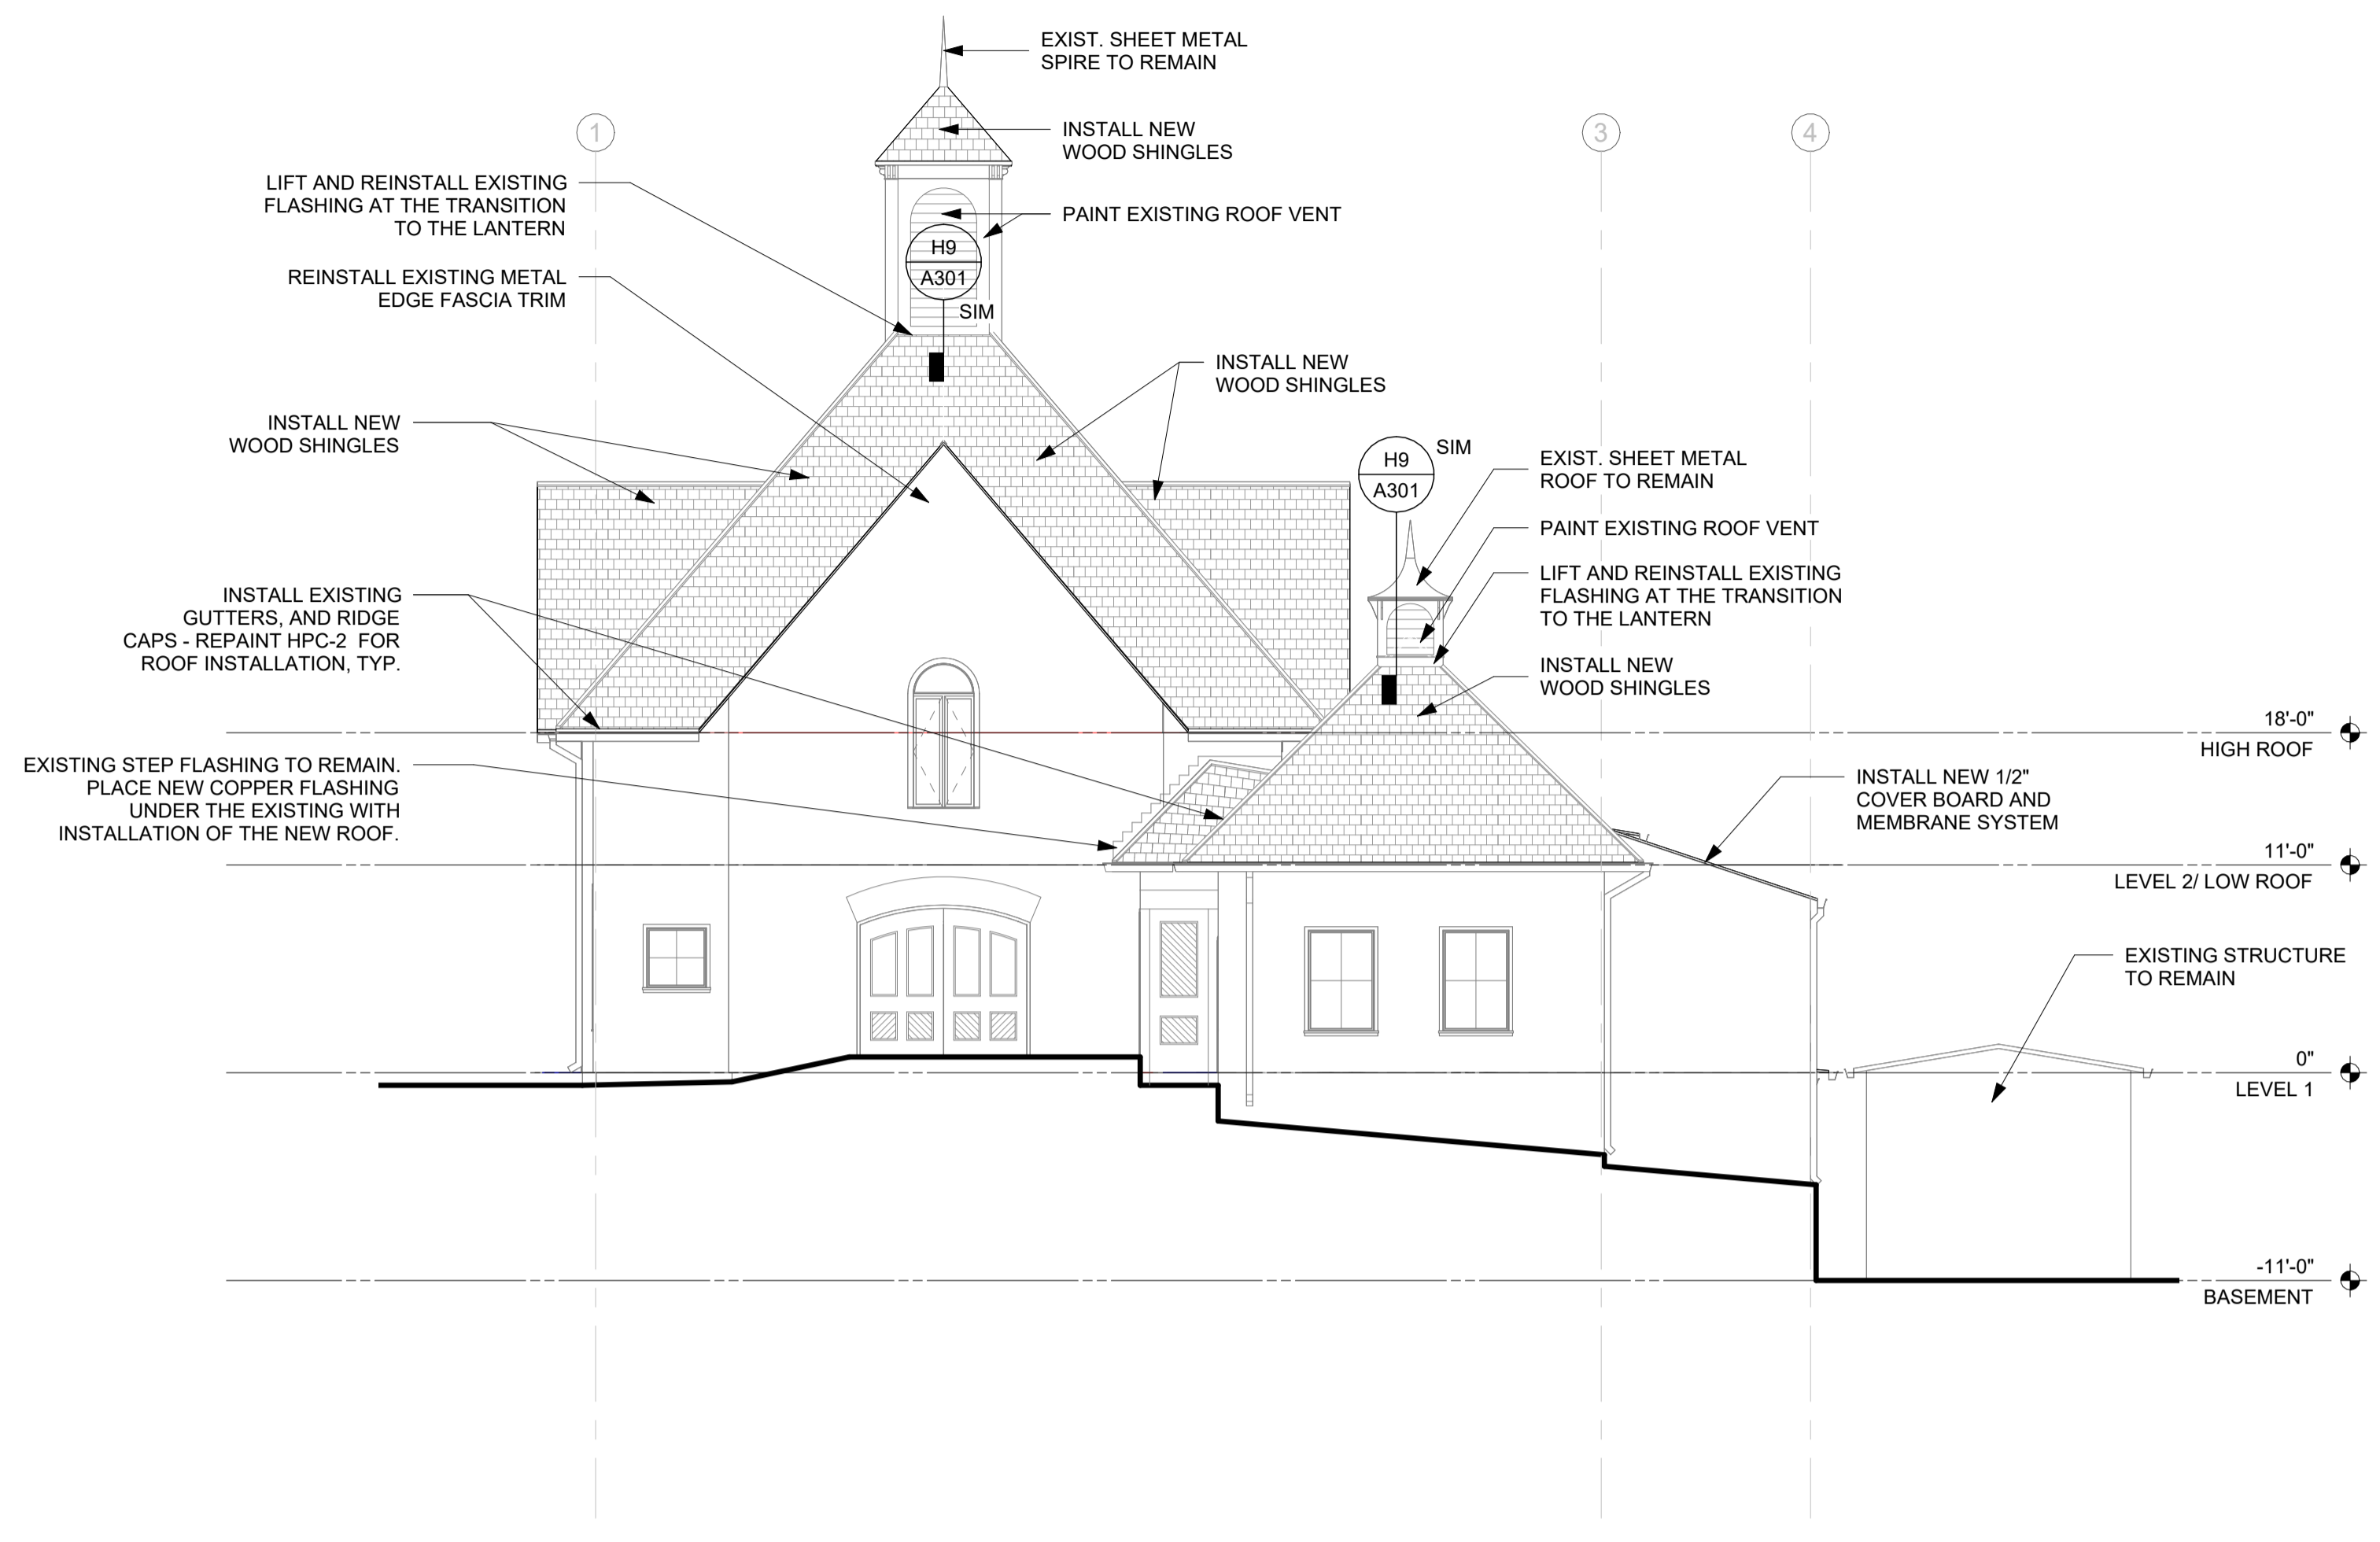 EXIST. SHEET METAL
SPIRE TO REMAIN
1
3
4
INSTALL NEW
WOOD SHINGLES
LIFT AND REINSTALL EXISTING
FLASHING AT THE TRANSITION
TO THE LANTERN
PAINT EXISTING ROOF VENT
H9
A301
SIM
REINSTALL EXISTING METAL
EDGE FASCIA TRIM
INSTALL NEW
WOOD SHINGLES
INSTALL NEW
WOOD SHINGLES
H9
A301
SIM
EXIST. SHEET METAL
ROOF TO REMAIN
PAINT EXISTING ROOF VENT
LIFT AND REINSTALL EXISTING
FLASHING AT THE TRANSITION
TO THE LANTERN
INSTALL EXISTING
GUTTERS, AND RIDGE
CAPS - REPAINT HPC-2 FOR
ROOF INSTALLATION, TYP.
INSTALL NEW
WOOD SHINGLES
18'-0"
HIGH ROOF
EXISTING STEP FLASHING TO REMAIN.
PLACE NEW COPPER FLASHING
UNDER THE EXISTING WITH
INSTALLATION OF THE NEW ROOF.
INSTALL NEW 1/2"
COVER BOARD AND
MEMBRANE SYSTEM
11'-0"
LEVEL 2/ LOW ROOF
EXISTING STRUCTURE
TO REMAIN
0"
LEVEL 1
-11'-0"
BASEMENT